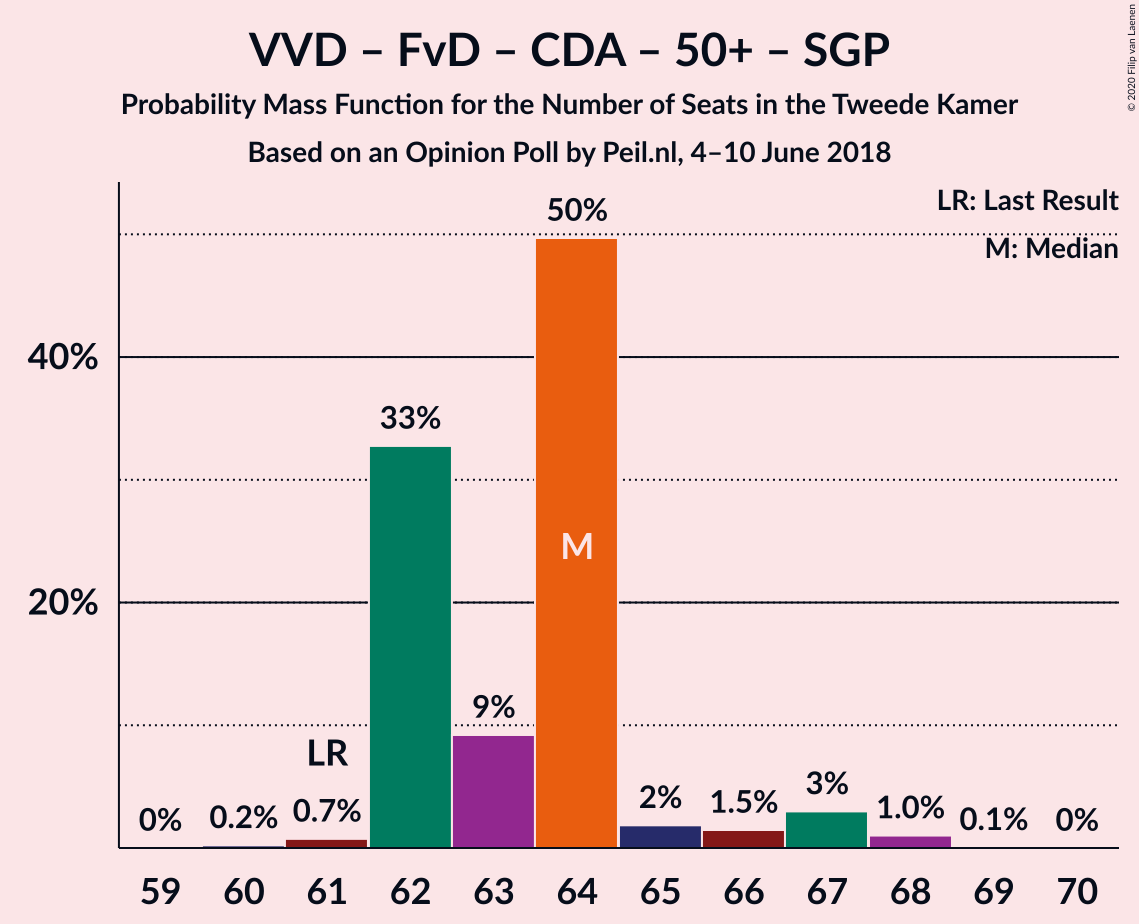 VVD – FvD – CDA – 50+ – SGP
Probability Mass Function for the Number of Seats in the Tweede Kamer
Based on an Opinion Poll by Peil.nl, 4–10 June 2018
© 2020 Filip van Laenen
LR: Last Result
M: Median
50%
40%
33%
M
20%
9%
LR
0%
0.2%
0.7%
2%
1.5%
3%
1.0%
0.1%
0%
59 60 61 62 63 64 65 66 67 68 69 70